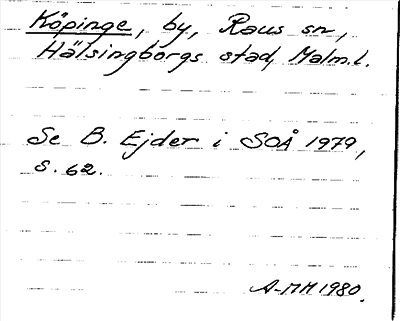 Köpinge, by, Raus sn,
Hälsingborgs stad, Malm.l.
Se B. Ejder i SOÅ 1979,
s. 62.
A-MH 1980.